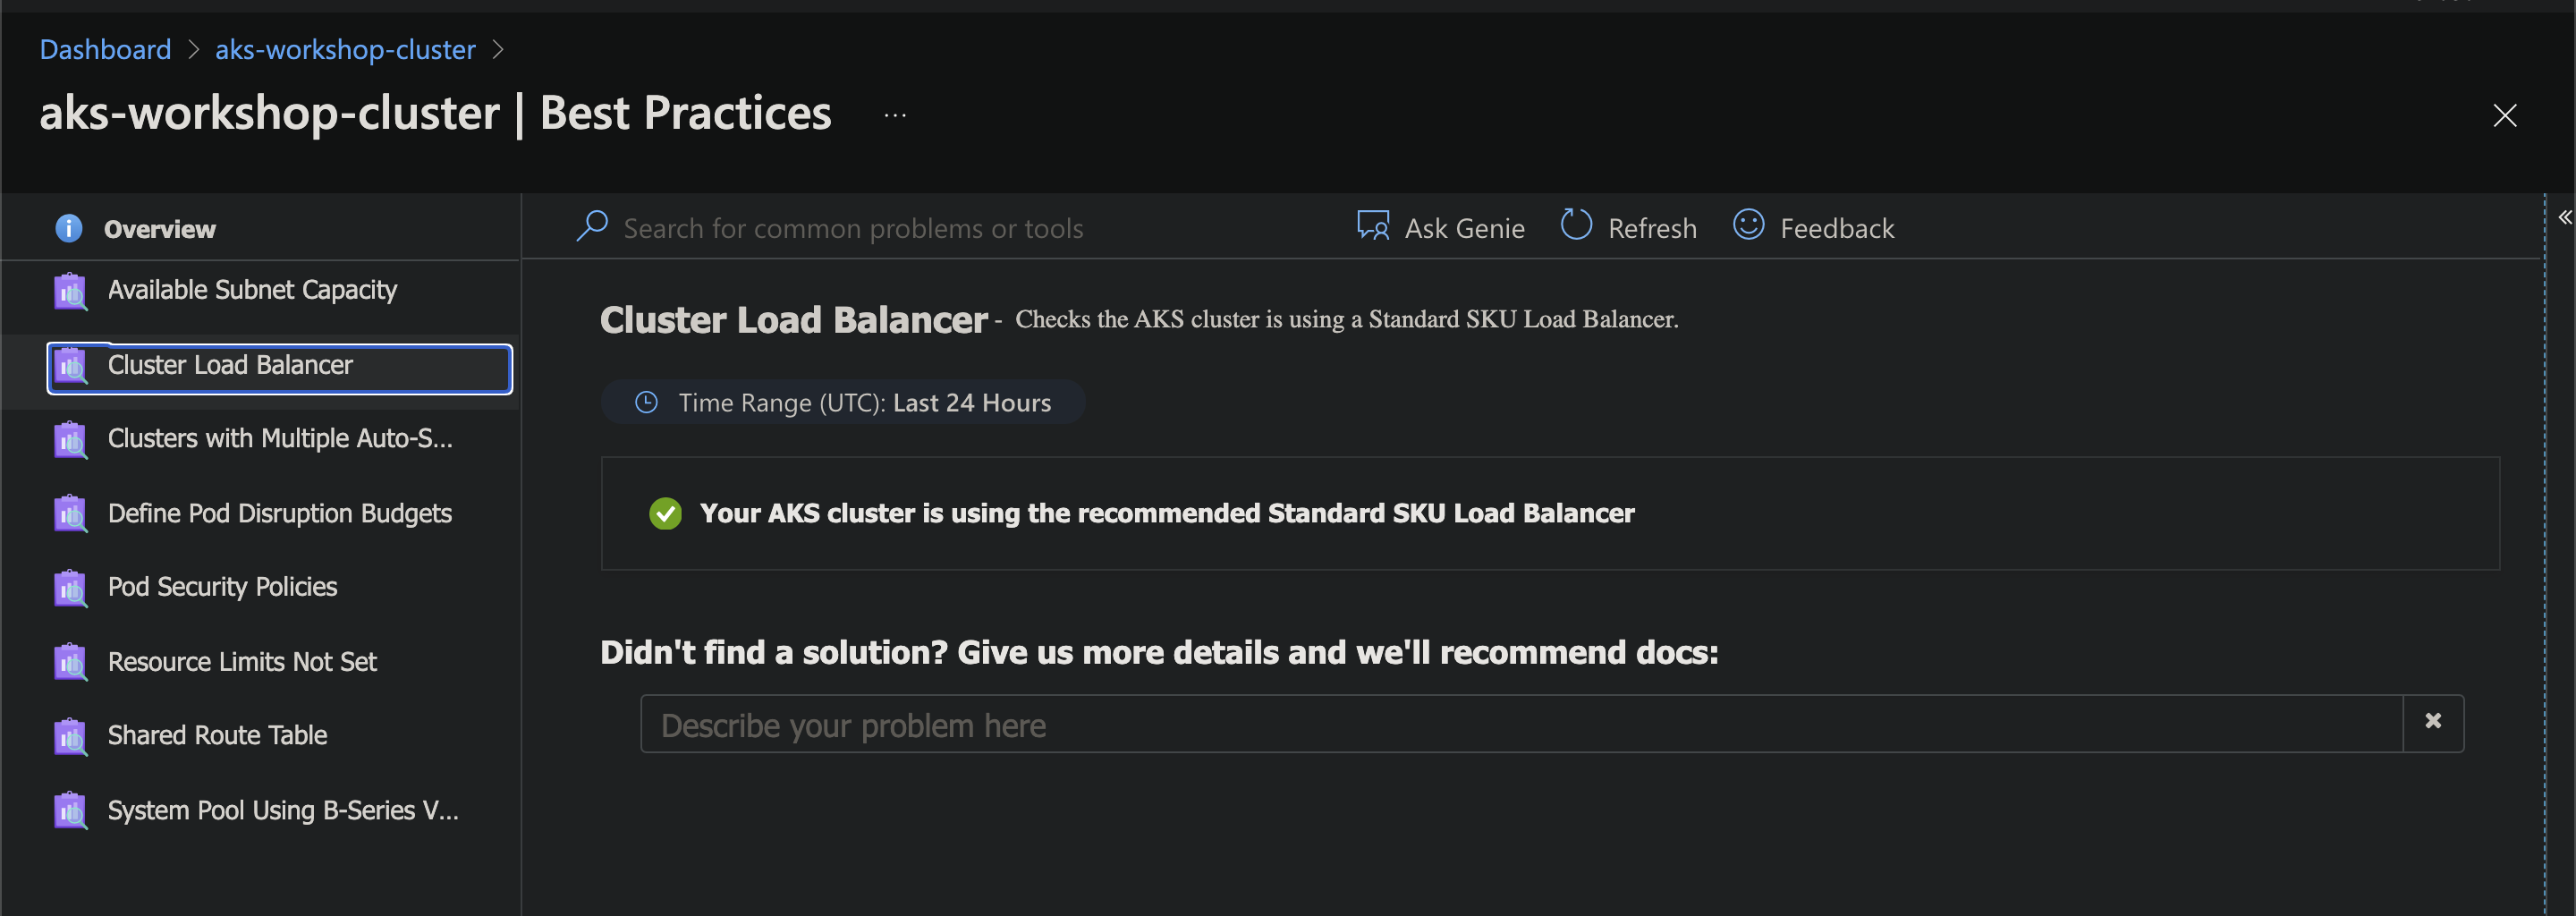 Dashboard > aks-workshop-cluster >
aks-workshop-cluster | Best Practices ...
Overview
Available Subnet Capacity
Cluster Load Balancer
Clusters with Multiple Auto-S...
Define Pod Disruption Budgets
Pod Security Policies
Resource Limits Not Set
Shared Route Table
System Pool Using B-Series V...
Search for common problems or tools
Ask Genie
Refresh
Feedback
Cluster Load Balancer - Checks the AKS cluster is using a Standard SKU Load Balancer.
Time Range (UTC): Last 24 Hours
Your AKS cluster is using the recommended Standard SKU Load Balancer
Didn't find a solution? Give us more details and we'll recommend docs:
Describe your problem here